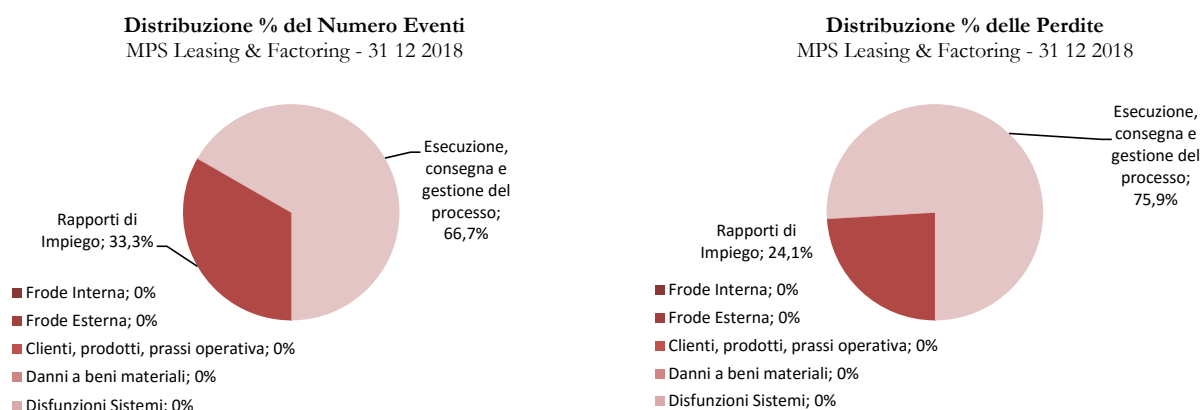 Distribuzione % del Numero Eventi
MPS Leasing & Factoring - 31 12 2018
Esecuzione,
consegna e
gestione del
processo;
66,7%
Rapporti di
Impiego; 33,3%
Frode Interna; 0%
Frode Esterna; 0%
Clienti, prodotti, prassi operativa; 0%
Danni a beni materiali; 0%
Disfunzioni Sistemi; 0%
Distribuzione % delle Perdite
MPS Leasing & Factoring - 31 12 2018
Esecuzione,
consegna e
gestione del
processo;
75,9%
Rapporti di
Impiego; 24,1%
Frode Interna; 0%
Frode Esterna; 0%
Clienti, prodotti, prassi operativa; 0%
Danni a beni materiali; 0%
Disfunzioni Sistemi; 0%